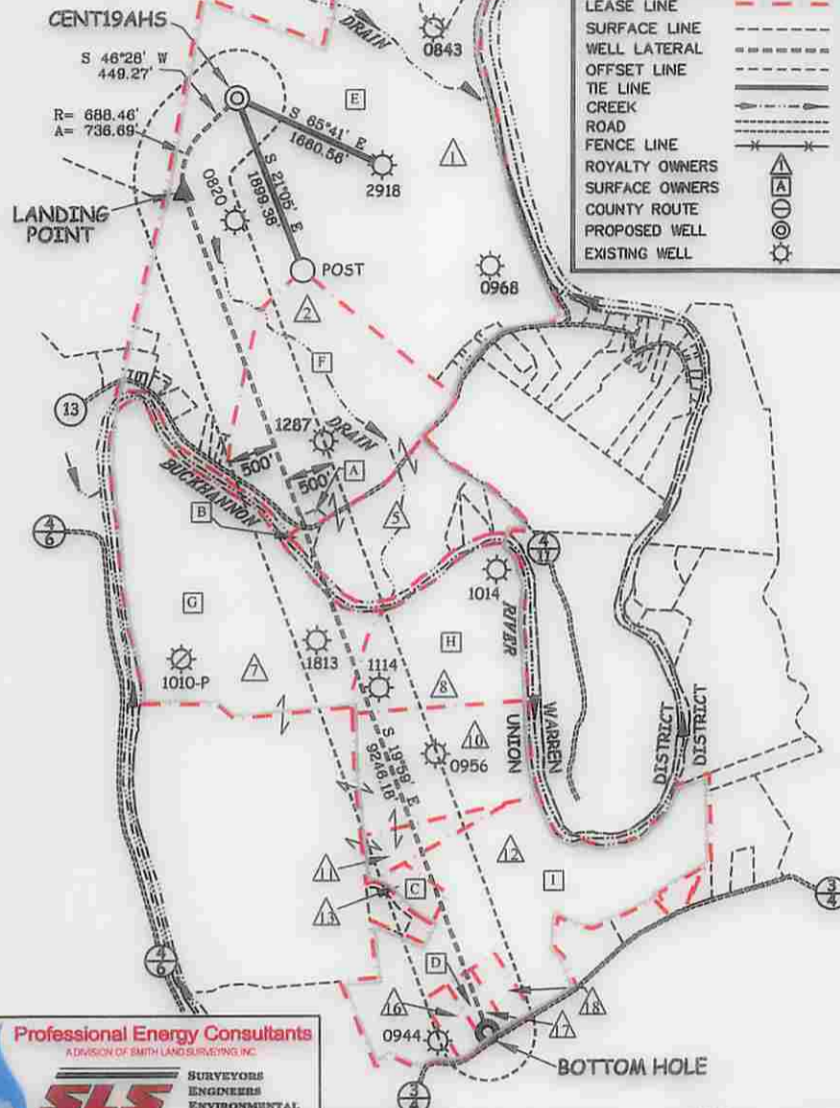 LEASE LINE
SURFACE LINE
WELL LATERAL
OFFSET LINE
TIE LINE
CREEK
ROAD
FENCE LINE
ROYALTY OWNERS 1
SURFACE OWNERS A
COUNTY ROUTE
PROPOSED WELL
EXISTING WELL
CENT19AHS
DRAIN
0843
S 46°28' W
449.27'
E
R= 688.46'
A= 736.69'
S 65°41' E
1660.56'
1
2918
0820
S 21°05' E
1899.36'
LANDING
POINT
POST
0968
2
F
13
1287
DRAIN
500'
500'
A
BUCKHANNON
B
5
4
6
4
11
1014
G
RIVER
H
1010-P
7
1813
1114
8
S 19°59' E
9246.18'
10
0956
UNION
WARREN
DISTRICT
DISTRICT
11
12
C
I
13
3
4
4
6
D
16
18
17
0944
BOTTOM HOLE
3
4
Professional Energy Consultants
A DIVISION OF SMITH LAND SURVEYING, INC.
SLS
SURVEYORS
ENGINEERS
ENVIRONMENTAL